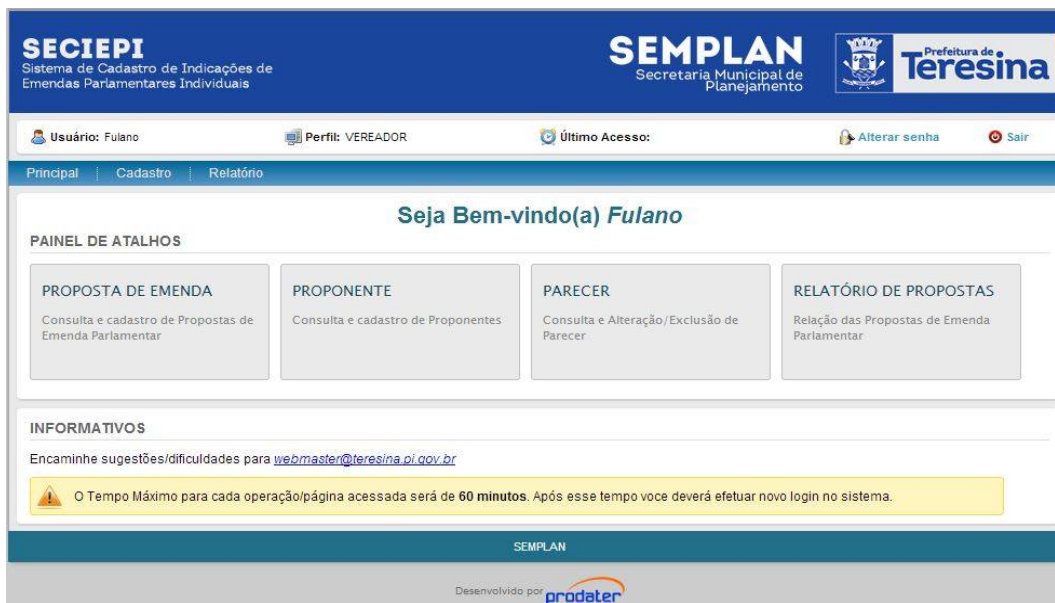 SECIEPI
Sistema de Cadastro de Indicações de
Emendas Parlamentares Individuais
SEMPLAN
Secretaria Municipal de
Planejamento
Prefeitura de
Teresina
Usuário: Fulano
Perfil: VEREADOR
Último Acesso:
Alterar senha
Sair
Principal | Cadastro | Relatório
Seja Bem-vindo(a) Fulano
PAINEL DE ATALHOS
PROPOSTA DE EMENDA
Consulta e cadastro de Propostas de
Emenda Parlamentar
PROPONENTE
Consulta e cadastro de Proponentes
PARECER
Consulta e Alteração/Exclusão de
Parecer
RELATÓRIO DE PROPOSTAS
Relação das Propostas de Emenda
Parlamentar
INFORMATIVOS
Encaminhe sugestões/dificuldades para webmaster@teresina.pi.gov.br
O Tempo Máximo para cada operação/página acessada será de 60 minutos. Após esse tempo voce deverá efetuar novo login no sistema.
SEMPLAN
Desenvolvido por prodater